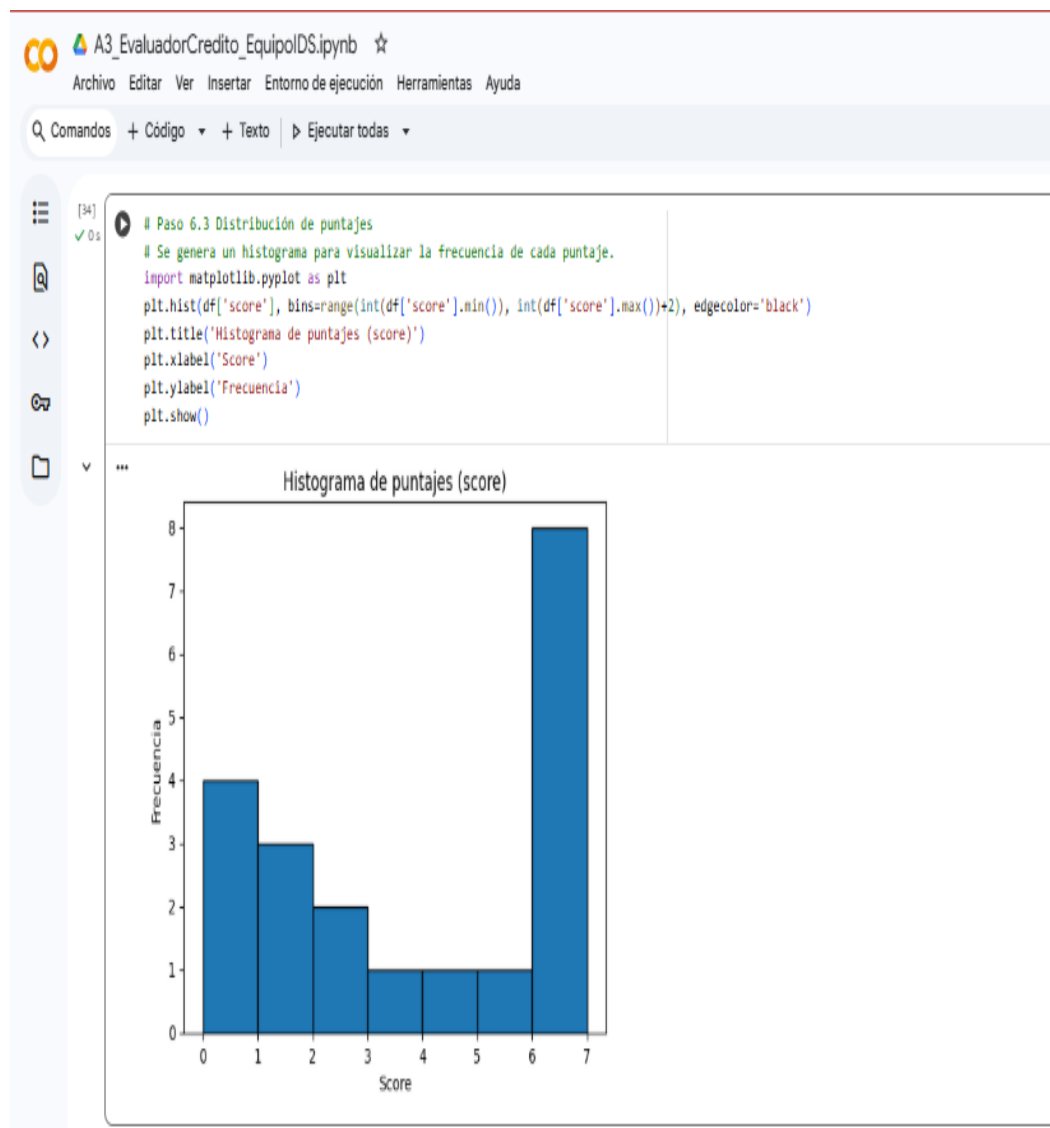 A3_EvaluadorCredito_EquipoIDS.ipynb
Archivo Editar Ver Insertar Entorno de ejecución Herramientas Ayuda
Comandos + Código + Texto Ejecutar todas
[34]
0 s
# Paso 6.3 Distribución de puntajes
# Se genera un histograma para visualizar la frecuencia de cada puntaje.
import matplotlib.pyplot as plt
plt.hist(df['score'], bins=range(int(df['score'].min()), int(df['score'].max())+2), edgecolor='black')
plt.title('Histograma de puntajes (score)')
plt.xlabel('Score')
plt.ylabel('Frecuencia')
plt.show()
Histograma de puntajes (score)
8
7
6
5
4
3
2
1
0
Frecuencia
0 1 2 3 4 5 6 7
Score